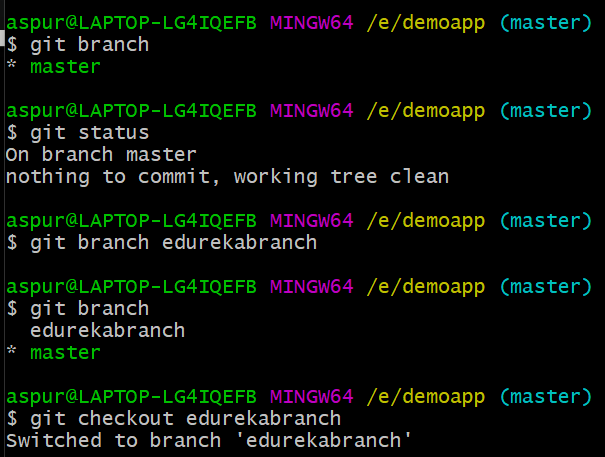 aspur@LAPTOP-LG4IQEFB MINGW64 /e/demoapp (master)
$ git branch
* master
aspur@LAPTOP-LG4IQEFB MINGW64 /e/demoapp (master)
$ git status
On branch master
nothing to commit, working tree clean
aspur@LAPTOP-LG4IQEFB MINGW64 /e/demoapp (master)
$ git branch edurekabranch
aspur@LAPTOP-LG4IQEFB MINGW64 /e/demoapp (master)
$ git branch
  edurekabranch
* master
aspur@LAPTOP-LG4IQEFB MINGW64 /e/demoapp (master)
$ git checkout edurekabranch
Switched to branch 'edurekabranch'